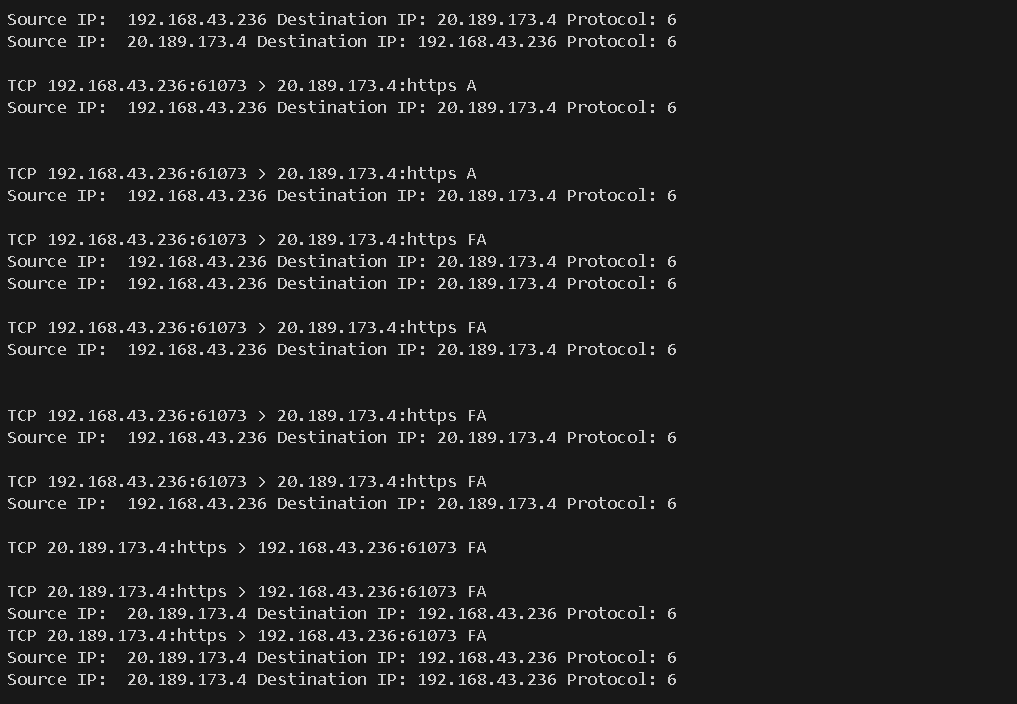 Source IP:  192.168.43.236 Destination IP: 20.189.173.4 Protocol: 6
Source IP:  20.189.173.4 Destination IP: 192.168.43.236 Protocol: 6
TCP 192.168.43.236:61073 > 20.189.173.4:https A
Source IP:  192.168.43.236 Destination IP: 20.189.173.4 Protocol: 6
TCP 192.168.43.236:61073 > 20.189.173.4:https A
Source IP:  192.168.43.236 Destination IP: 20.189.173.4 Protocol: 6
TCP 192.168.43.236:61073 > 20.189.173.4:https FA
Source IP:  192.168.43.236 Destination IP: 20.189.173.4 Protocol: 6
Source IP:  192.168.43.236 Destination IP: 20.189.173.4 Protocol: 6
TCP 192.168.43.236:61073 > 20.189.173.4:https FA
Source IP:  192.168.43.236 Destination IP: 20.189.173.4 Protocol: 6
TCP 192.168.43.236:61073 > 20.189.173.4:https FA
Source IP:  192.168.43.236 Destination IP: 20.189.173.4 Protocol: 6
TCP 192.168.43.236:61073 > 20.189.173.4:https FA
Source IP:  192.168.43.236 Destination IP: 20.189.173.4 Protocol: 6
TCP 20.189.173.4:https > 192.168.43.236:61073 FA
TCP 20.189.173.4:https > 192.168.43.236:61073 FA
Source IP:  20.189.173.4 Destination IP: 192.168.43.236 Protocol: 6
TCP 20.189.173.4:https > 192.168.43.236:61073 FA
Source IP:  20.189.173.4 Destination IP: 192.168.43.236 Protocol: 6
Source IP:  20.189.173.4 Destination IP: 192.168.43.236 Protocol: 6